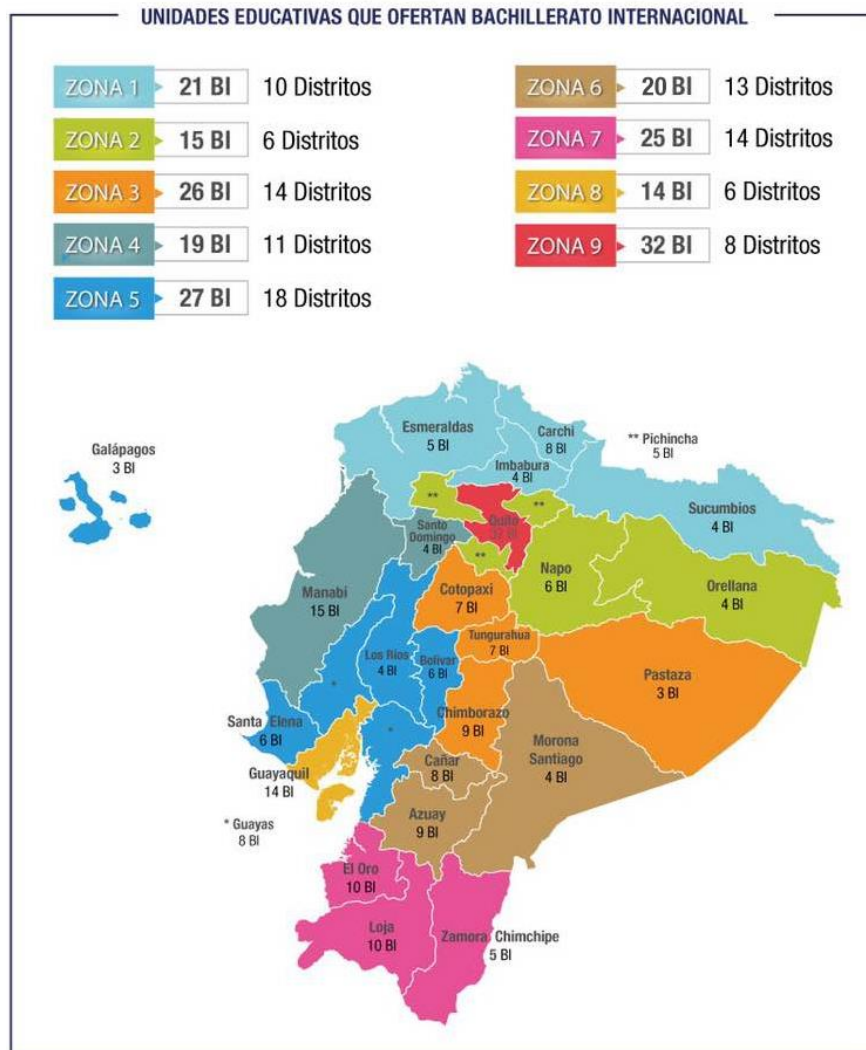 UNIDADES EDUCATIVAS QUE OFERTAN BACHILLERATO INTERNACIONAL
ZONA 1 21 BI 10 Distritos
ZONA 2 15 BI 6 Distritos
ZONA 3 26 BI 14 Distritos
ZONA 4 19 BI 11 Distritos
ZONA 5 27 BI 18 Distritos
ZONA 6 20 BI 13 Distritos
ZONA 7 25 BI 14 Distritos
ZONA 8 14 BI 6 Distritos
ZONA 9 32 BI 8 Distritos
Galápagos
3 BI
Esmeraldas
5 BI
Carchi
8 BI
Imbabura
4 BI
** Pichincha
5 BI
Sucumbios
4 BI
**
**
**
Quito
32 BI
Santo
Domingo
4 BI
Manabí
15 BI
Cotopaxi
7 BI
Napo
6 BI
Orellana
4 BI
Tungurahua
7 BI
Los Ríos
4 BI
Bolívar
6 BI
Pastaza
3 BI
*
*
Santa Elena
6 BI
Chimborazo
9 BI
Morona
Santiago
4 BI
Guayaquil
14 BI
Cañar
8 BI
* Guayas
8 BI
Azuay
9 BI
El Oro
10 BI
Loja
10 BI
Zamora Chimchipe
5 BI